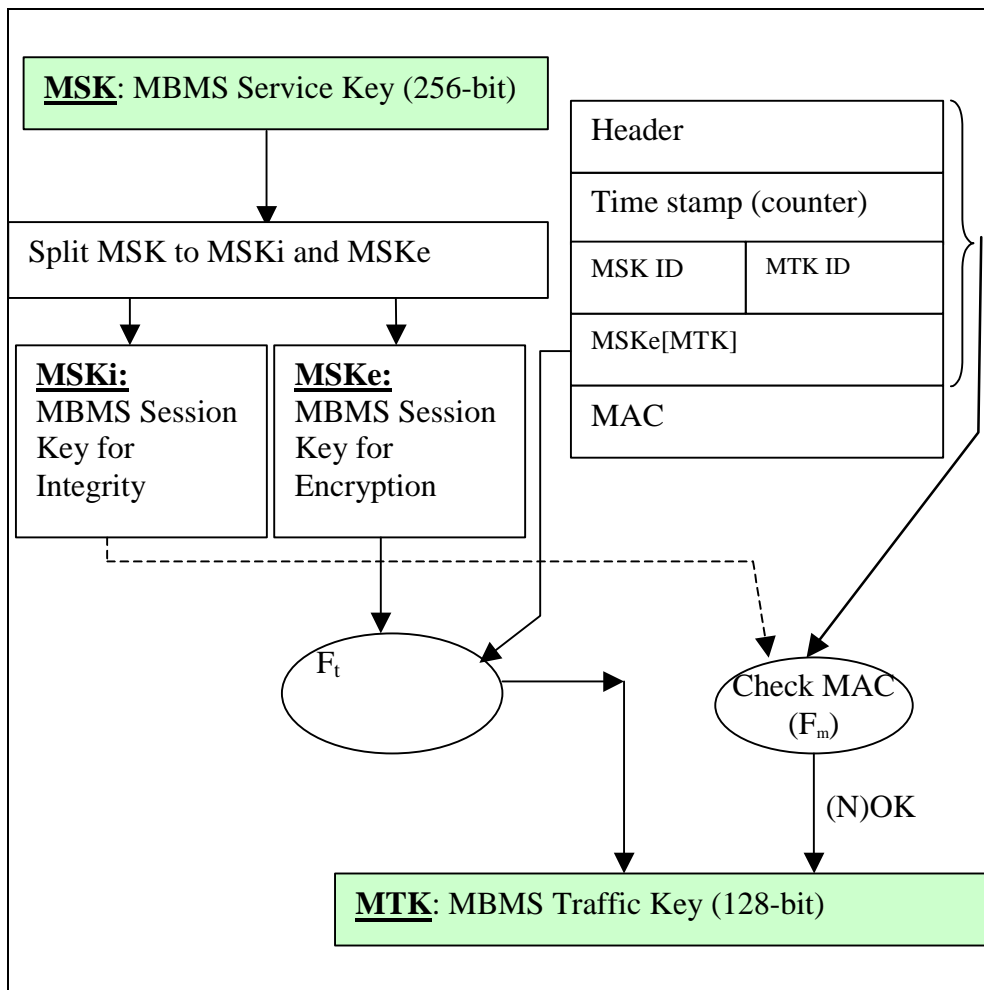 MSK: MBMS Service Key (256-bit)
Header
Time stamp (counter)
Split MSK to MSKi and MSKe
MSK ID
MTK ID
MSKe[MTK]
MSKi:
MBMS Session
Key for
Integrity
MSKe:
MBMS Session
Key for
Encryption
MAC
Ft
Check MAC
(Fm)
(N)OK
MTK: MBMS Traffic Key (128-bit)